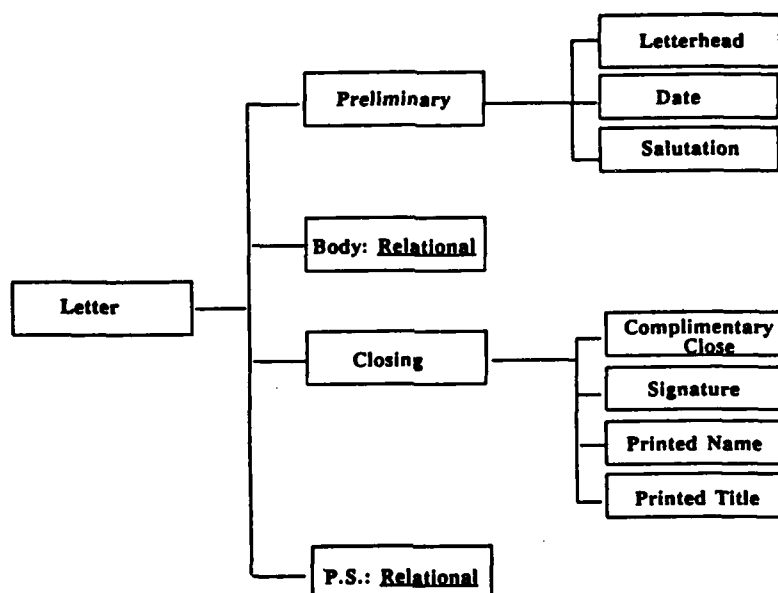 Letterhead
Preliminary
Date
Salutation
Body: Relational
Letter
Complimentary
Close
Closing
Signature
Printed Name
Printed Title
P.S.: Relational